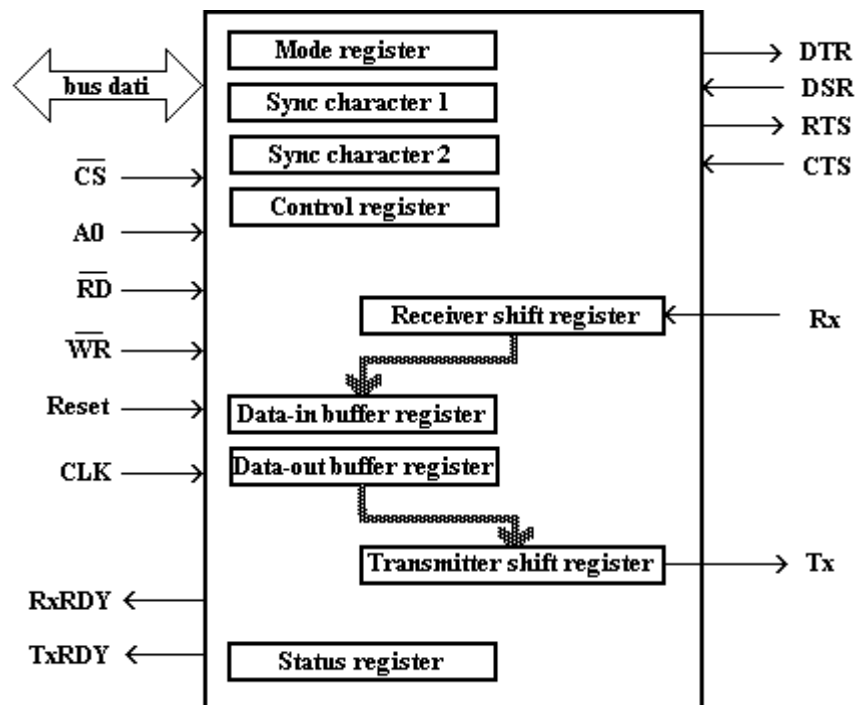 Mode register
DTR
bus dati
DSR
Sync character 1
RTS
Sync character 2
CTS
CS
Control register
A0
RD
Receiver shift register
Rx
WR
Reset
Data-in buffer register
CLK
Data-out buffer register
Transmitter shift register
Tx
RxRDY
TxRDY
Status register